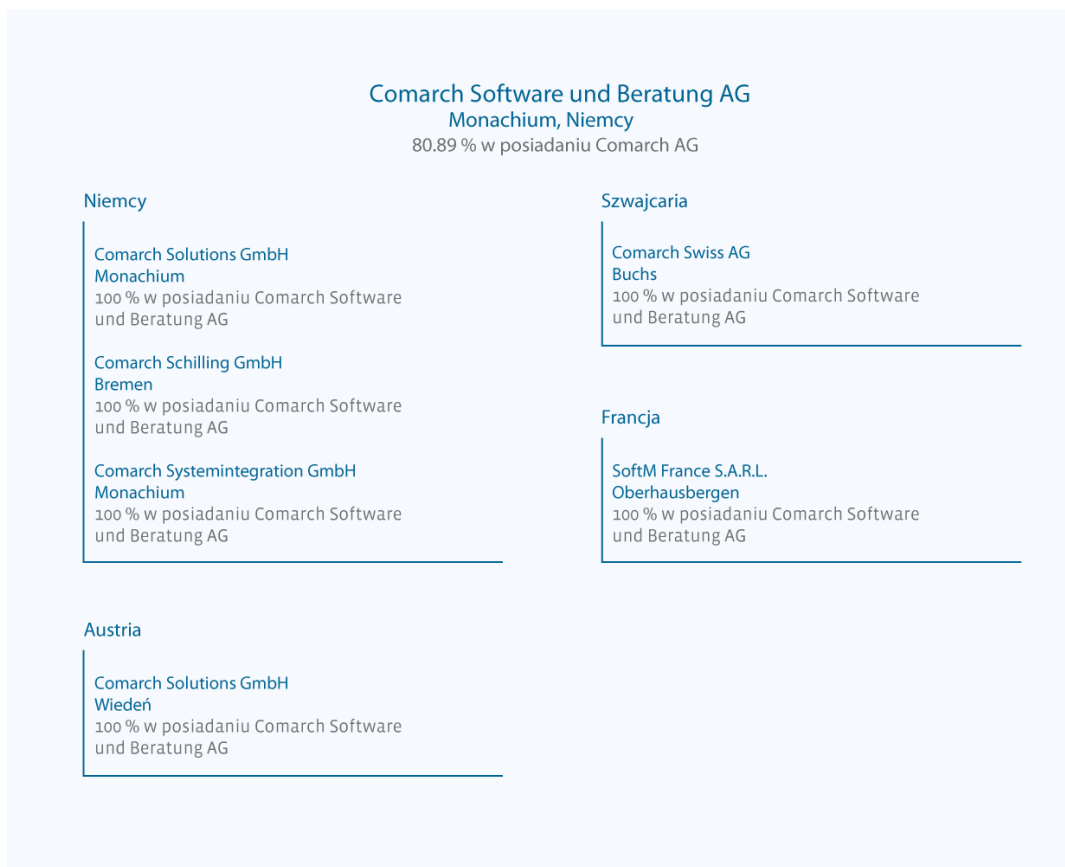 Comarch Software und Beratung AG
Monachium, Niemcy
80.89 % w posiadaniu Comarch AG
Niemcy
Comarch Solutions GmbH
Monachium
100 % w posiadaniu Comarch Software
und Beratung AG
Comarch Schilling GmbH
Bremen
100 % w posiadaniu Comarch Software
und Beratung AG
Comarch Systemintegration GmbH
Monachium
100 % w posiadaniu Comarch Software
und Beratung AG
Austria
Comarch Solutions GmbH
Wiedeń
100 % w posiadaniu Comarch Software
und Beratung AG
Szwajcaria
Comarch Swiss AG
Buchs
100 % w posiadaniu Comarch Software
und Beratung AG
Francja
SoftM France S.A.R.L.
Oberhausbergen
100 % w posiadaniu Comarch Software
und Beratung AG